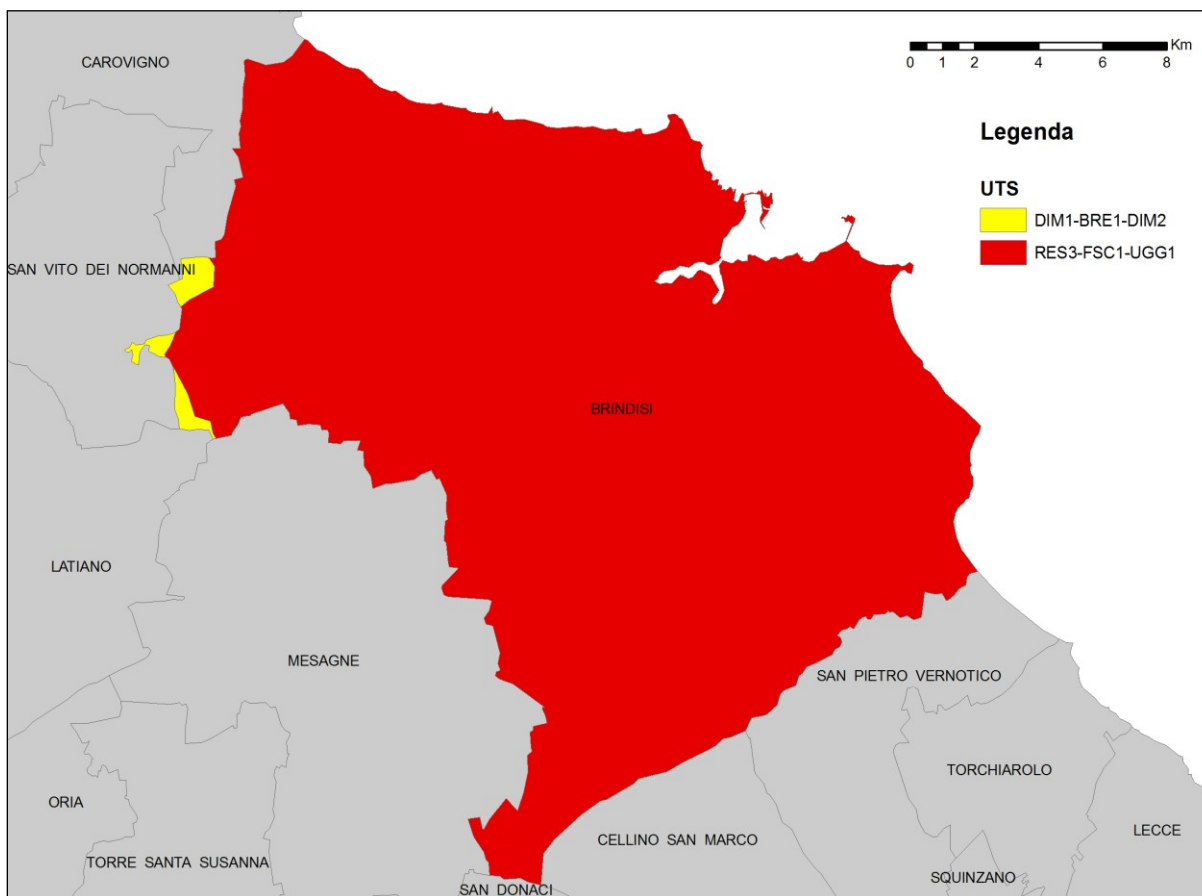 CAROVIGNO
Km
0 1 2 4 6 8
Legenda
UTS
DIM1-BRE1-DIM2
RES3-FSC1-UGG1
SAN VITO DEI NORMANNI
BRINDISI
LATIANO
MESAGNE
SAN PIETRO VERNOTICO
TORCHIAROLO
ORIA
LECCE
CELLINO SAN MARCO
TORRE SANTA SUSANNA
SQUINZANO
SAN DONACI